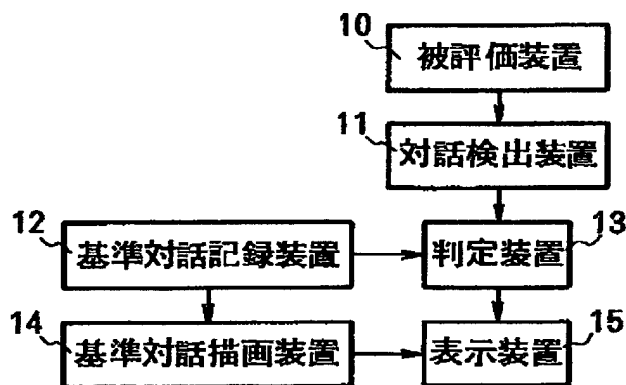 10
被評価装置
11
対話検出装置
12
基準対話記録装置
13
判定装置
14
基準対話描画装置
15
表示装置